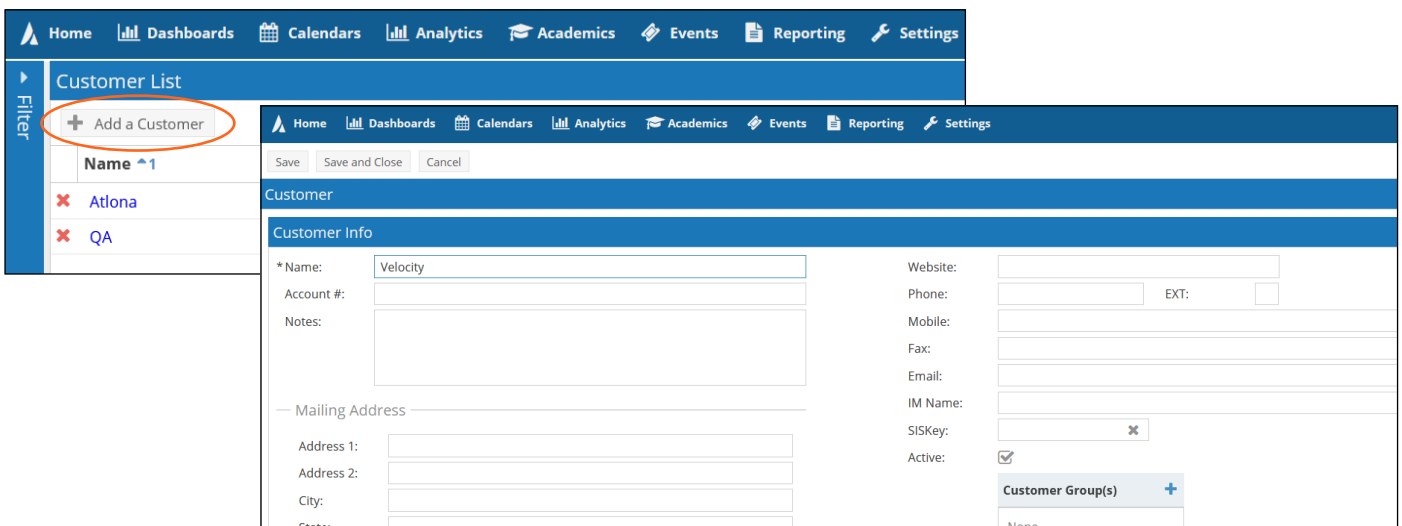 Home Dashboards Calendars Analytics Academics Events Reporting Settings
Filter
Customer List
Add a Customer
Name 1
Atlona
QA
Home Dashboards Calendars Analytics Academics Events Reporting Settings
Save Save and Close Cancel
Customer
Customer Info
*Name: Velocity
Account #:
Notes:
Mailing Address
Address 1:
Address 2:
City:
State:
Website:
Phone: EXT:
Mobile:
Fax:
Email:
IM Name:
SISKey:
Active:
Customer Group(s)
None